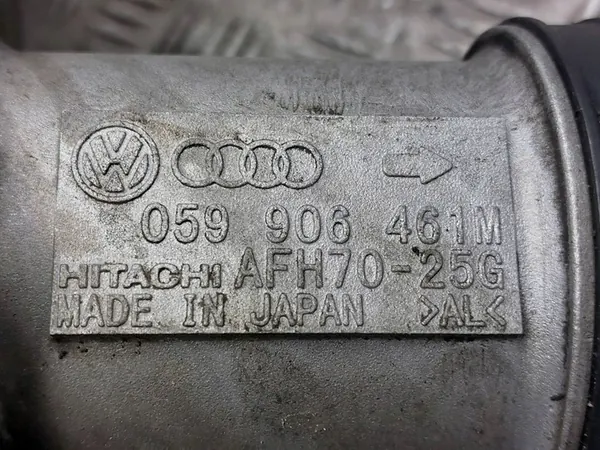 059 906 461M
HITACHI AFH70-25G
MADE IN JAPAN >AL<